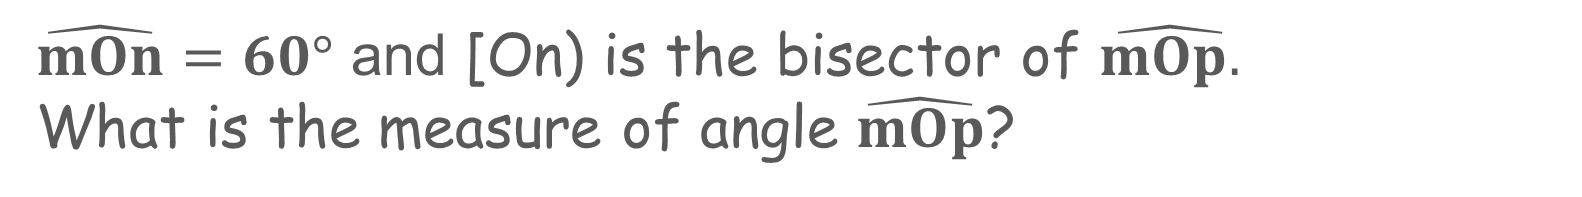 mOn = 60° and [On) is the bisector of mOp.
What is the measure of angle mOp?